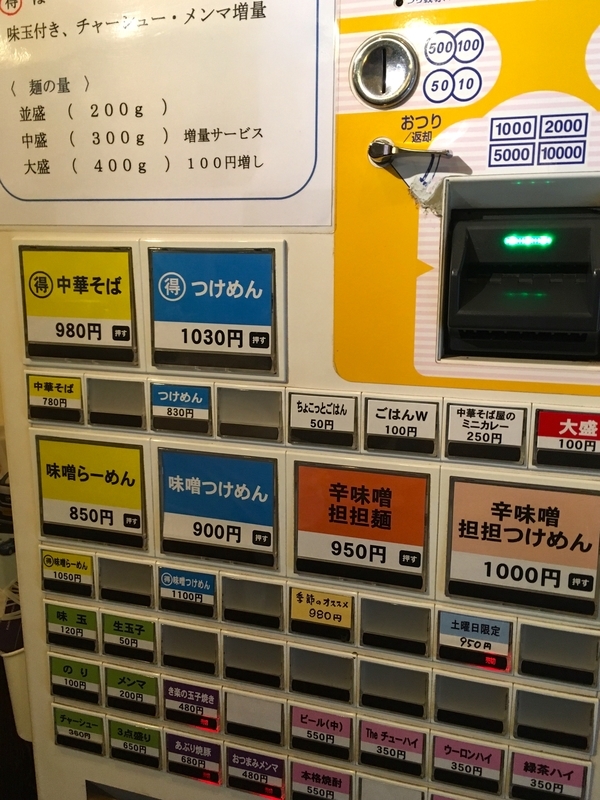 得
味玉付き、チャーシュー・メンマ増量
〈 麺の量 〉
並盛 ( 200g )
中盛 ( 300g ) 増量サービス
大盛 ( 400g ) 100円増し
500 100
50 10
おつり
/返却
1000 2000
5000 10000
得 中華そば
980円 押す
得 つけめん
1030円 押す
中華そば
780円
つけめん
830円
ちょこっとごはん
50円
ごはんW
100円
中華そば屋の
ミニカレー
250円
大盛
100円
味噌らーめん
850円 押す
味噌つけめん
900円 押す
辛味噌
担担麺
950円 押す
辛味噌
担担つけめん
1000円 押す
得味噌らーめん
1050円
得味噌つけめん
1100円
季節のオススメ
980円
土曜日限定
950円
味玉
120円
生玉子
50円
のり
100円
メンマ
200円
き楽の玉子焼き
480円
ビール(中)
550円
The チューハイ
350円
ウーロンハイ
350円
緑茶ハイ
350円
チャーシュー
350円
3点盛り
650円
あぶり焼豚
680円
おつまみメンマ
480円
本格焼酎
550円